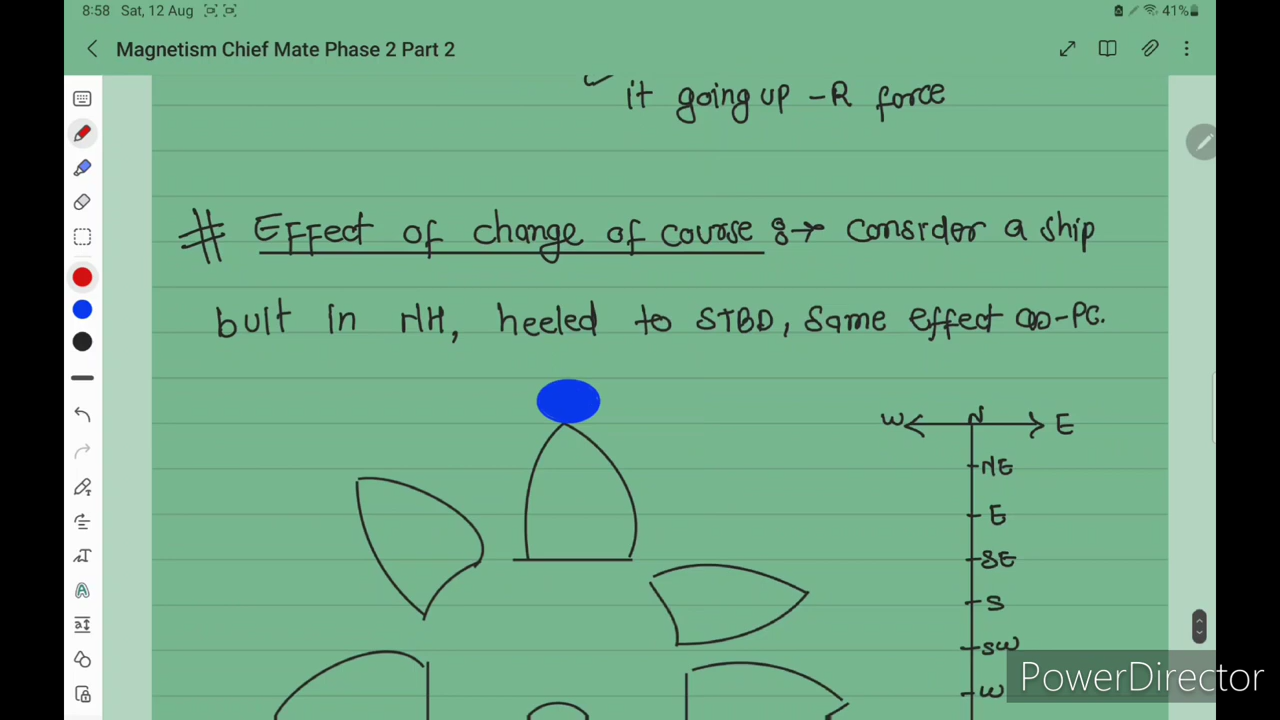 8:58 Sat, 12 Aug
41%
Magnetism Chief Mate Phase 2 Part 2
it going up -R force
# Effect of change of course :→ Consider a ship
built in NH, heeled to STBD, Same effect as -PC.
W N E
NE
E
SE
S
SW
W
PowerDirector